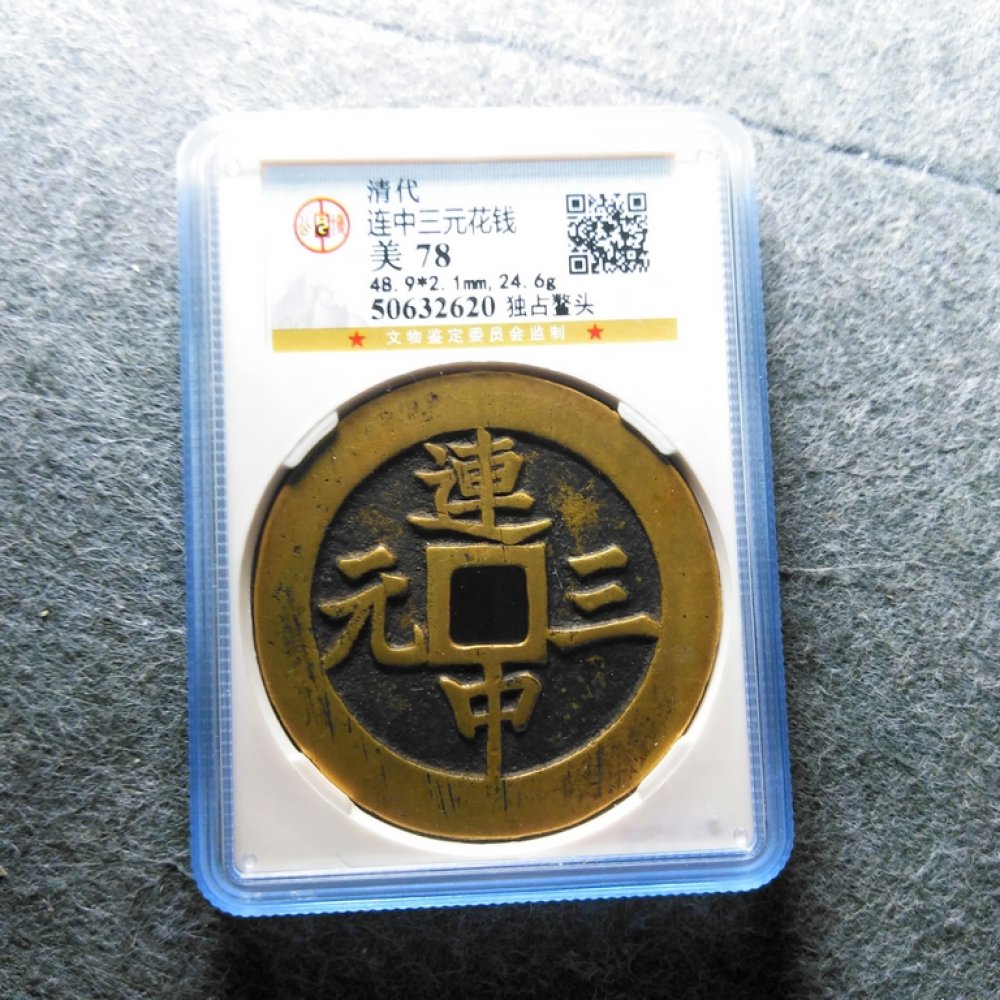 清代
连中三元花钱
美 78
48.9*2.1mm, 24.6g
50632620 独占鳌头
文物鉴定委员会监制
連
元 三
中